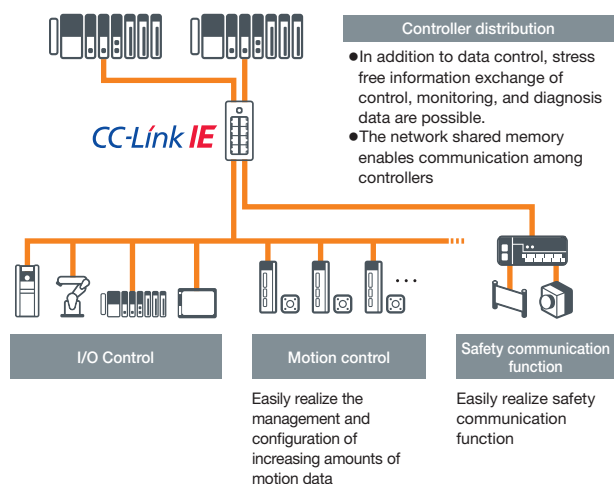 Controller distribution
●In addition to data control, stress
free information exchange of
control, monitoring, and diagnosis
data are possible.
●The network shared memory
enables communication among
controllers
CC-Link IE
I/O Control
Motion control
Safety communication
function
Easily realize the
management and
configuration of
increasing amounts of
motion data
Easily realize safety
communication
function